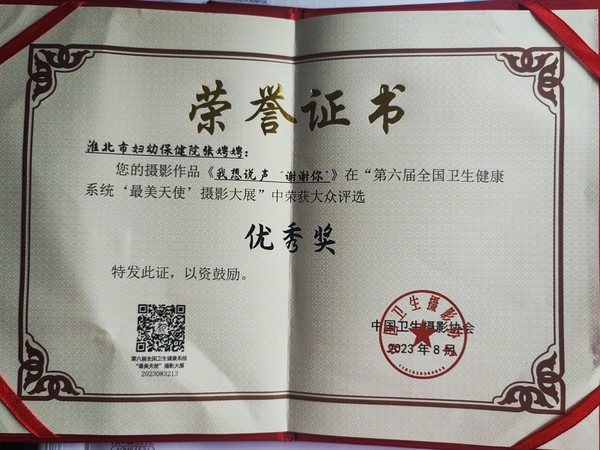 荣誉证书
淮北市妇幼保健院张娉娉：
您的摄影作品《我想说声“谢谢你”》在“第六届全国卫生健康
系统‘最美天使’摄影大展”中荣获大众评选
优秀奖
特发此证，以资鼓励。
中国卫生摄影协会
2023 年 8 月
中国卫生摄影协会
第六届全国卫生健康系统
“最美天使”摄影大展
2023083213